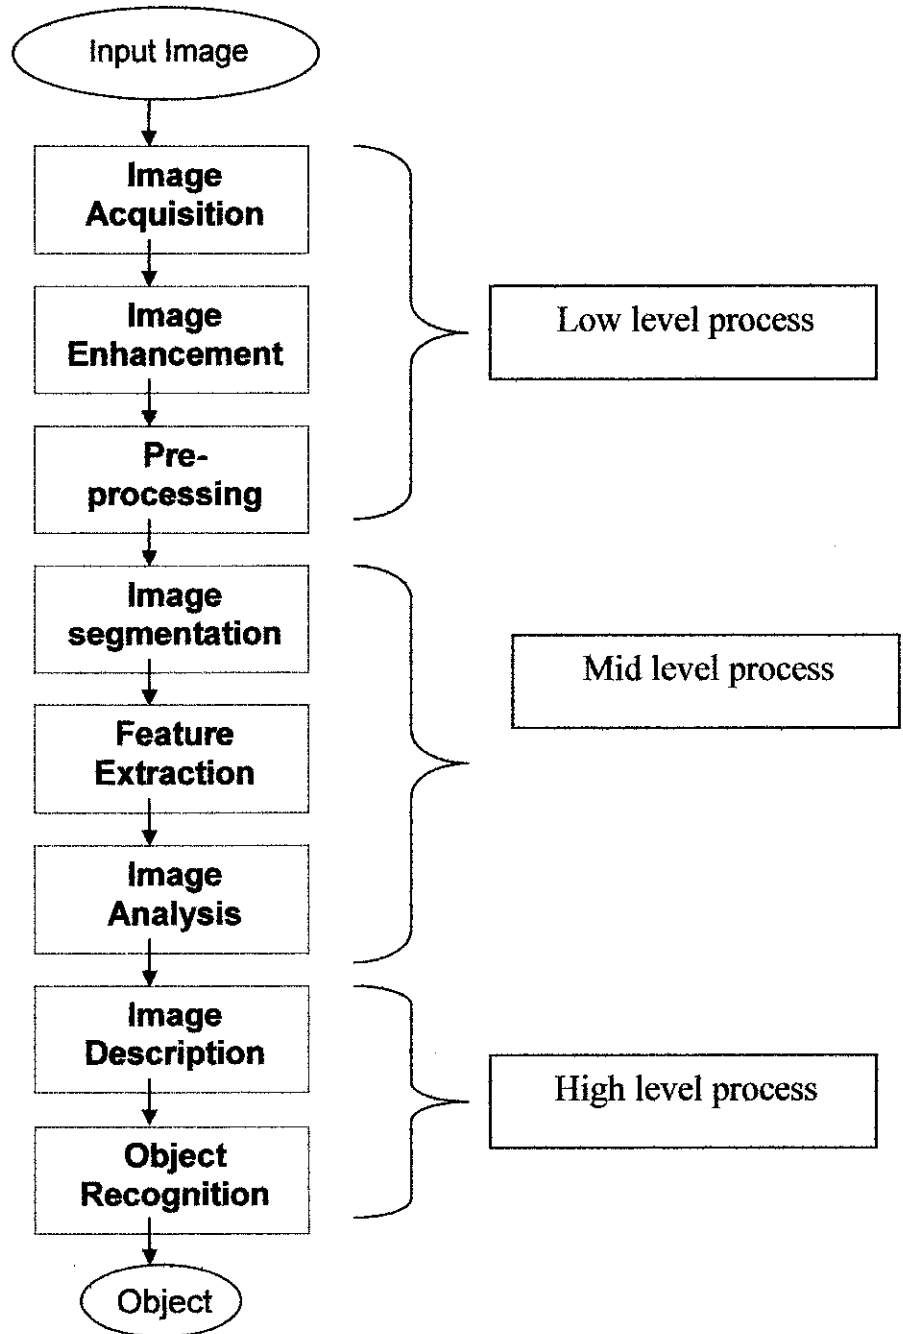 Input Image
Image
Acquisition
Image
Enhancement
Pre-
processing
Low level process
Image
segmentation
Feature
Extraction
Image
Analysis
Mid level process
Image
Description
Object
Recognition
High level process
Object